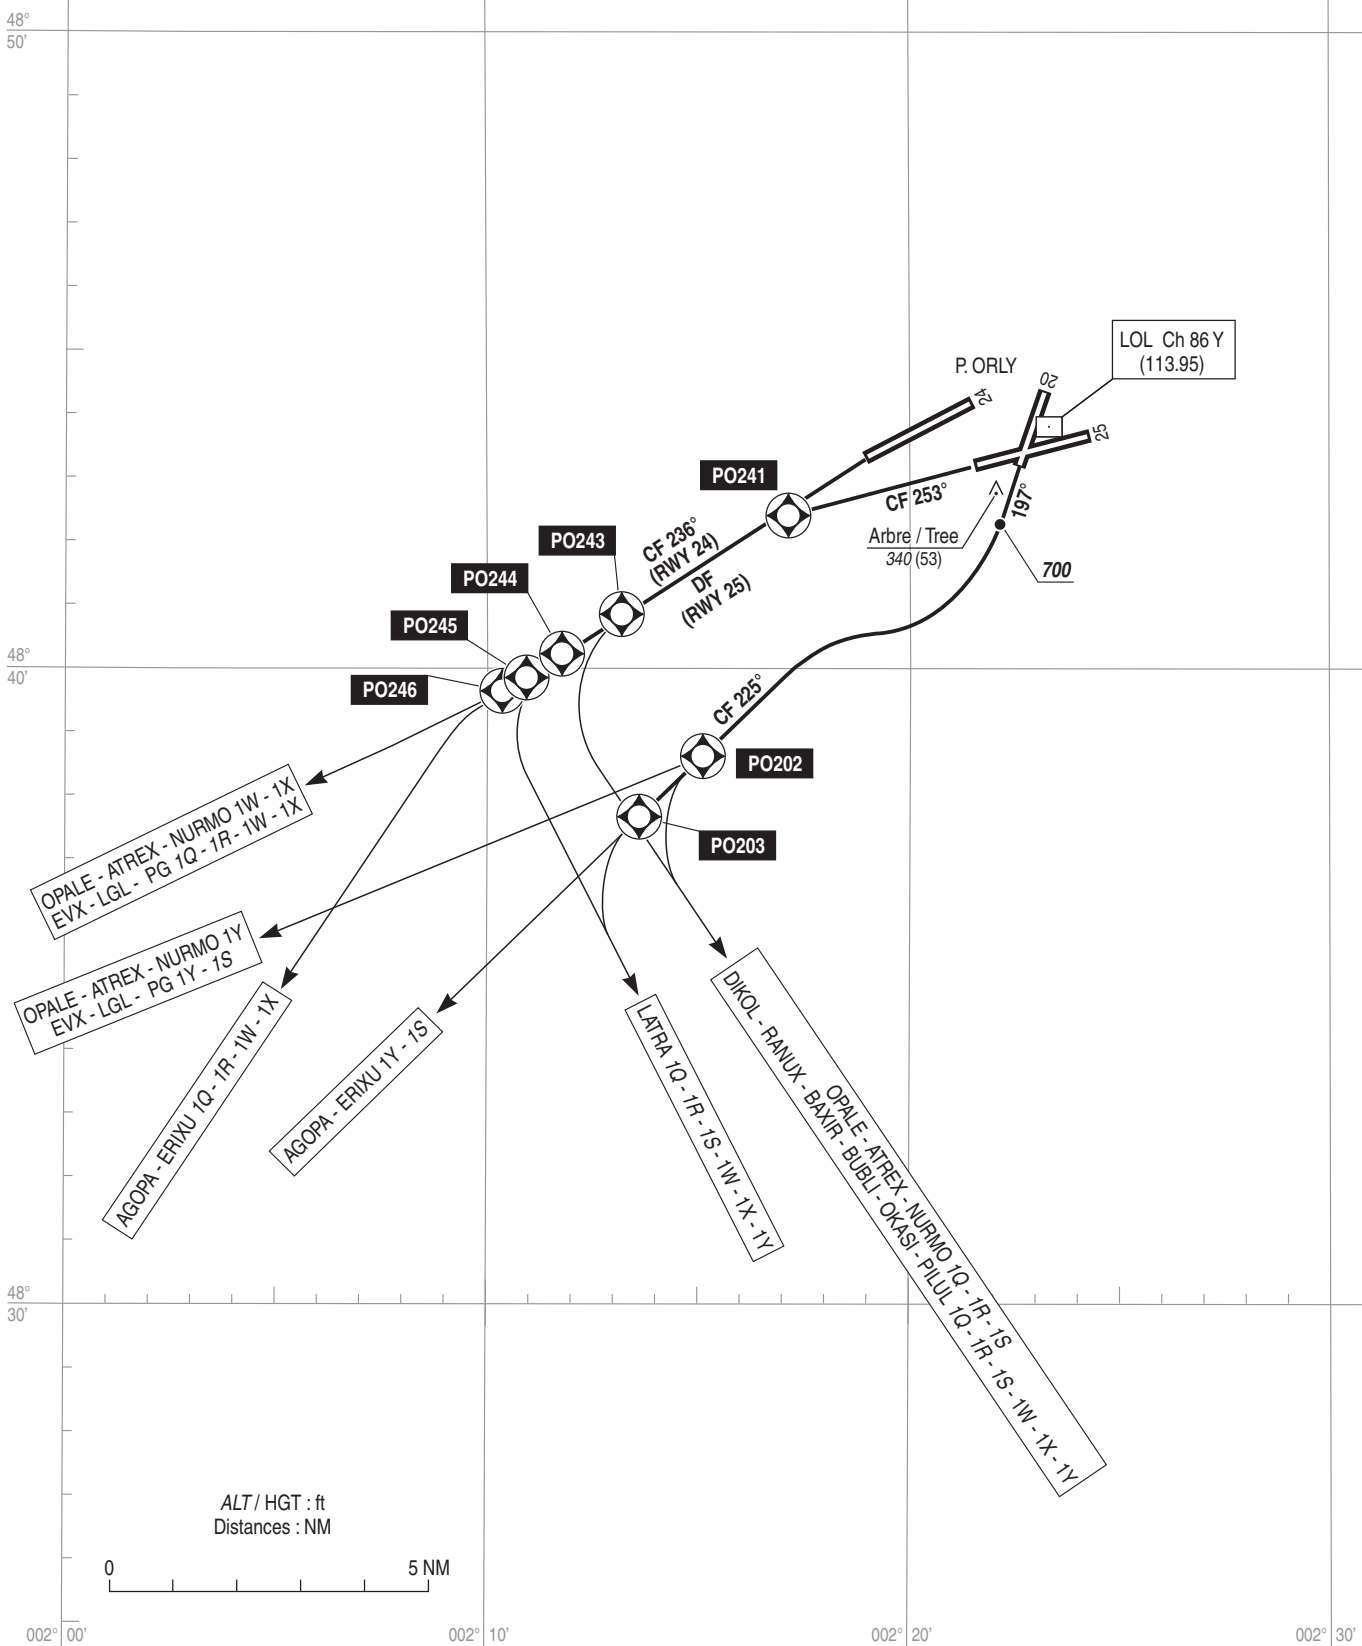 48°
50'
LOL Ch 86 Y
(113.95)
P. ORLY
24
20
25
PO241
CF 253°
197°
Arbre / Tree
340 (53)
700
PO243
CF 236°
(RWY 24)
DF
(RWY 25)
PO244
PO245
48°
40'
PO246
CF 225°
PO202
PO203
OPALE - ATREX - NURMO 1W - 1X
EVX - LGL - PG 1Q - 1R - 1W - 1X
OPALE - ATREX - NURMO 1Y
EVX - LGL - PG 1Y - 1S
AGOPA - ERIXU 1Q - 1R - 1W - 1X
AGOPA - ERIXU 1Y - 1S
LATRA 1Q - 1R - 1S - 1W - 1X - 1Y
OPALE - ATREX - NURMO 1Q - 1R - 1S
DIKOL - RANUX - BAXIR - BUBLI - OKASI - PILUL 1Q - 1R - 1S - 1W - 1X - 1Y
48°
30'
ALT / HGT : ft
Distances : NM
0 5 NM
002° 00' 002° 10' 002° 20' 002° 30'